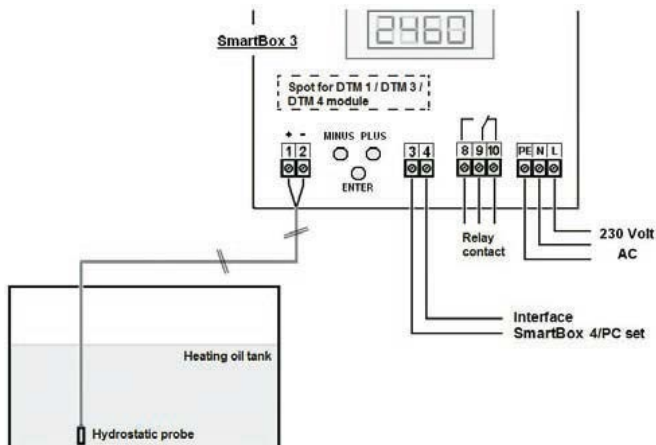 SmartBox 3
2460
Spot for DTM 1 / DTM 3 /
DTM 4 module
+ -
MINUS PLUS
1 2
3 4
8 9 10
PE N L
ENTER
Relay
contact
230 Volt
AC
Interface
SmartBox 4/PC set
Heating oil tank
Hydrostatic probe